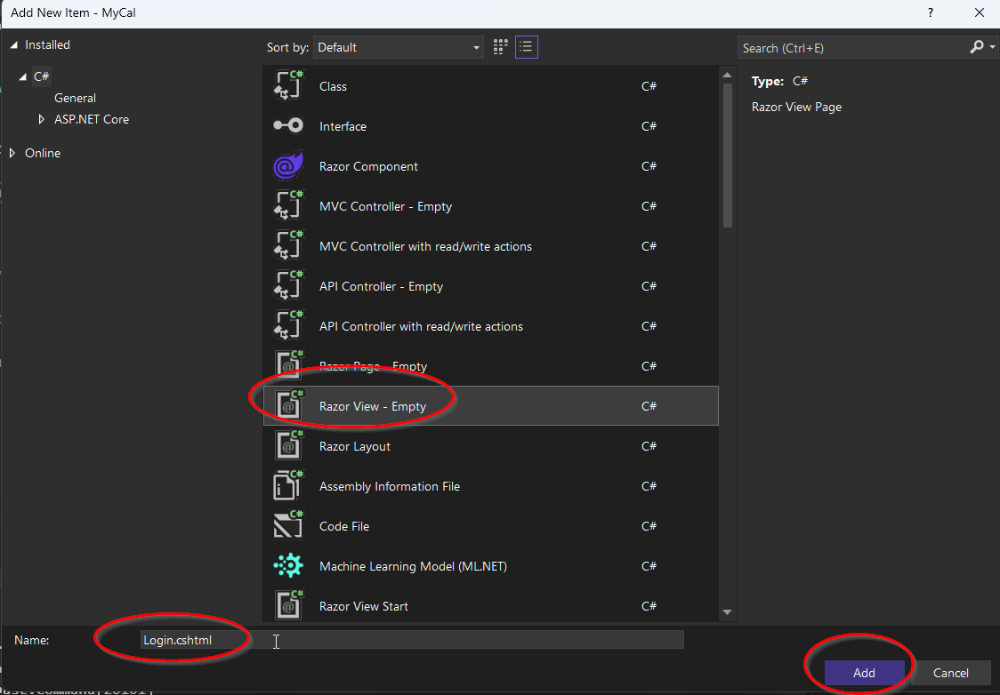 Add New Item - MyCal
?
Installed
C#
General
ASP.NET Core
Online
Sort by: Default
Search (Ctrl+E)
Class C#
Interface C#
Razor Component C#
MVC Controller - Empty C#
MVC Controller with read/write actions C#
API Controller - Empty C#
API Controller with read/write actions C#
Razor Page - Empty C#
Razor View - Empty C#
Razor Layout C#
Assembly Information File C#
Code File C#
Machine Learning Model (ML.NET) C#
Razor View Start C#
Type: C#
Razor View Page
Name: Login.cshtml
Add Cancel